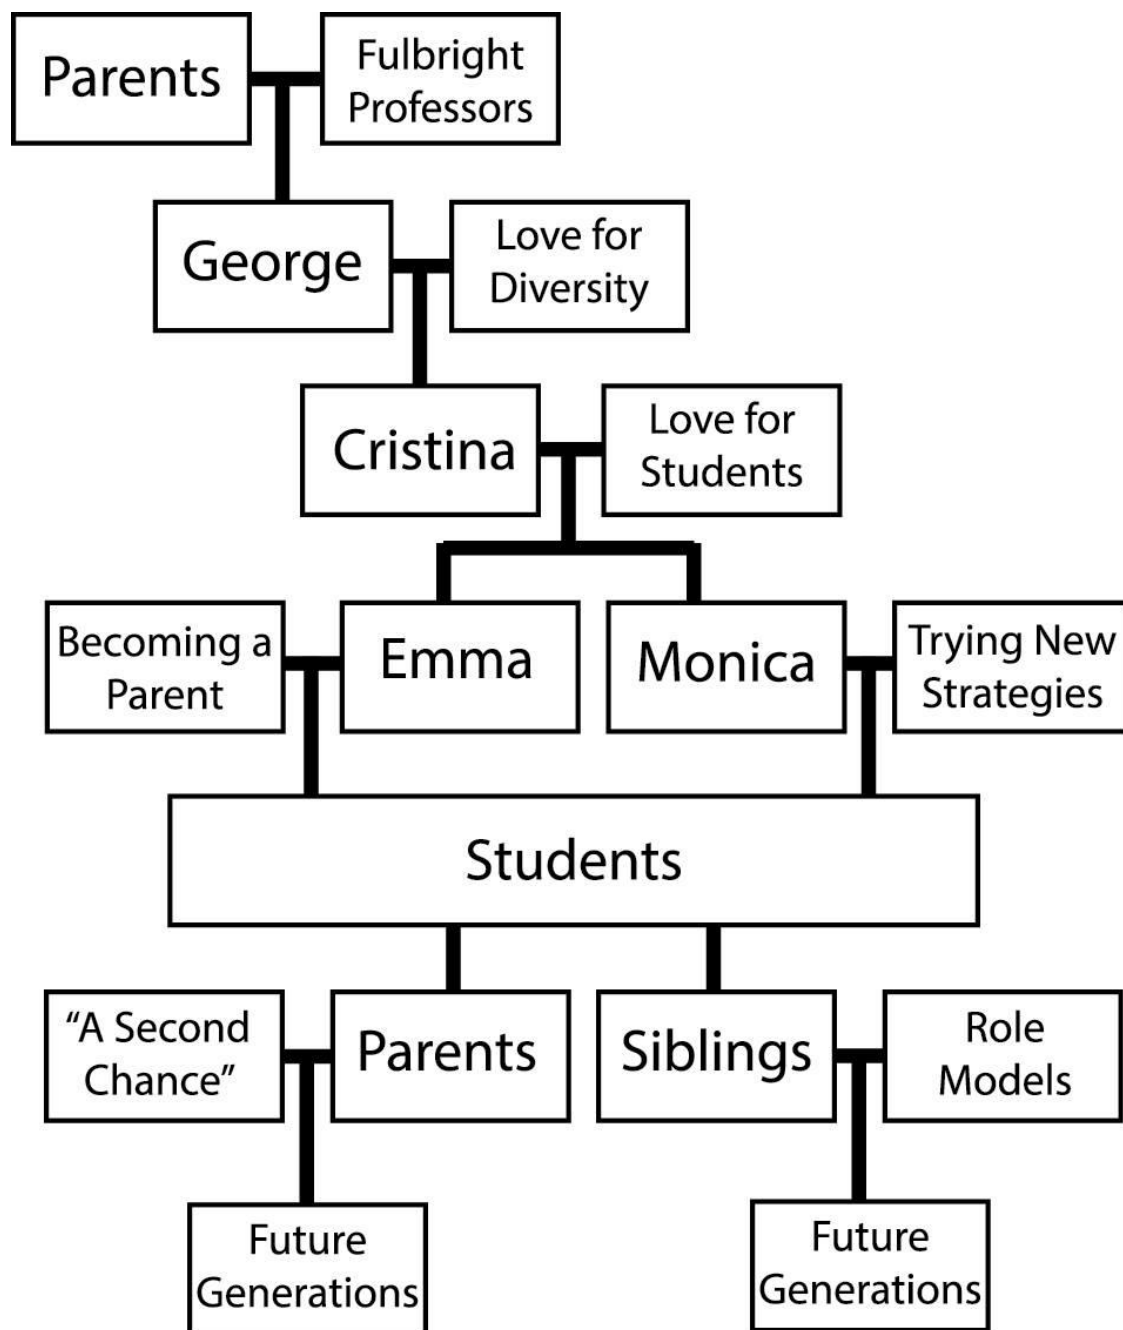 Parents
Fulbright
Professors
George
Love for
Diversity
Cristina
Love for
Students
Becoming a
Parent
Emma
Monica
Trying New
Strategies
Students
“A Second
Chance”
Parents
Siblings
Role
Models
Future
Generations
Future
Generations